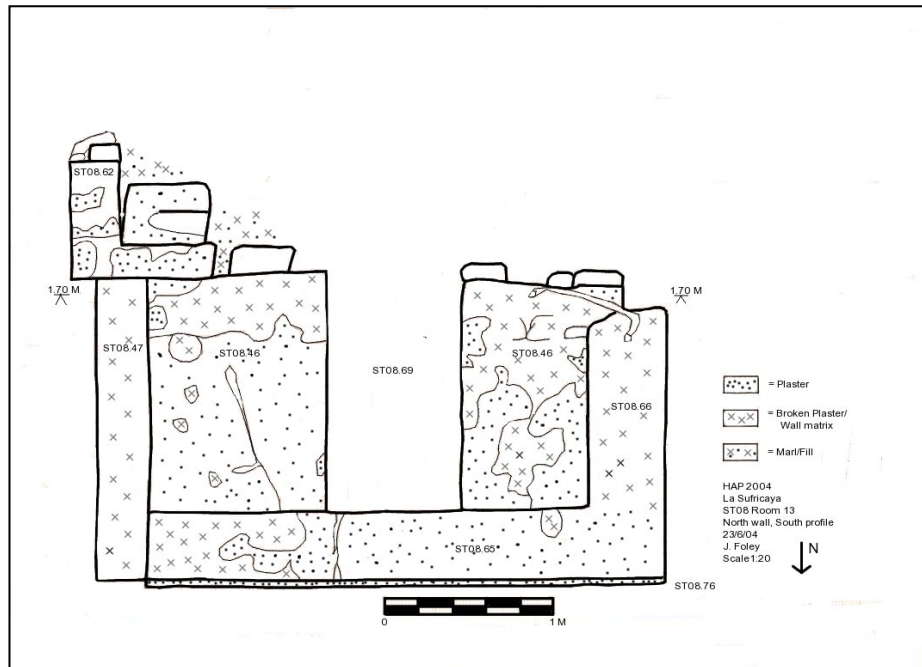 ST08.62
1.70 M
1.70 M
ST08.47
ST08.46
ST08.46
ST08.69
ST08.66
= Plaster
= Broken Plaster/
Wall matrix
= Marl/Fill
HAP 2004
La Sufricaya
ST08 Room 13
North wall, South profile
23/6/04
J. Foley
Scale1:20
N
ST08.65
ST08.76
0
1 M